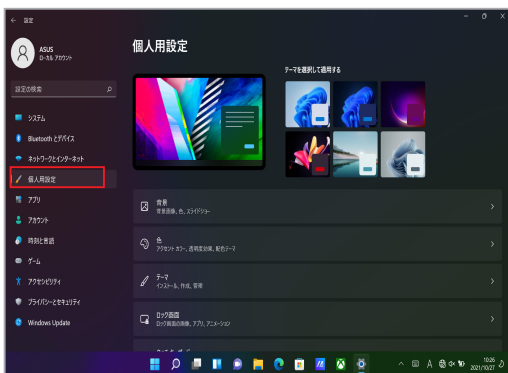 ← 設定
ASUS
ローカル アカウント
設定の検索
システム
Bluetooth とデバイス
ネットワークとインターネット
個人用設定
アプリ
アカウント
時刻と言語
ゲーム
アクセシビリティ
プライバシーとセキュリティ
Windows Update
個人用設定
テーマを選択して適用する
背景
背景画像、色、スライドショー
色
アクセント カラー、透明度効果、配色テーマ
テーマ
インストール、作成、管理
ロック画面
ロック画面の画像、アプリ、アニメーション
A
10:26
2021/10/27